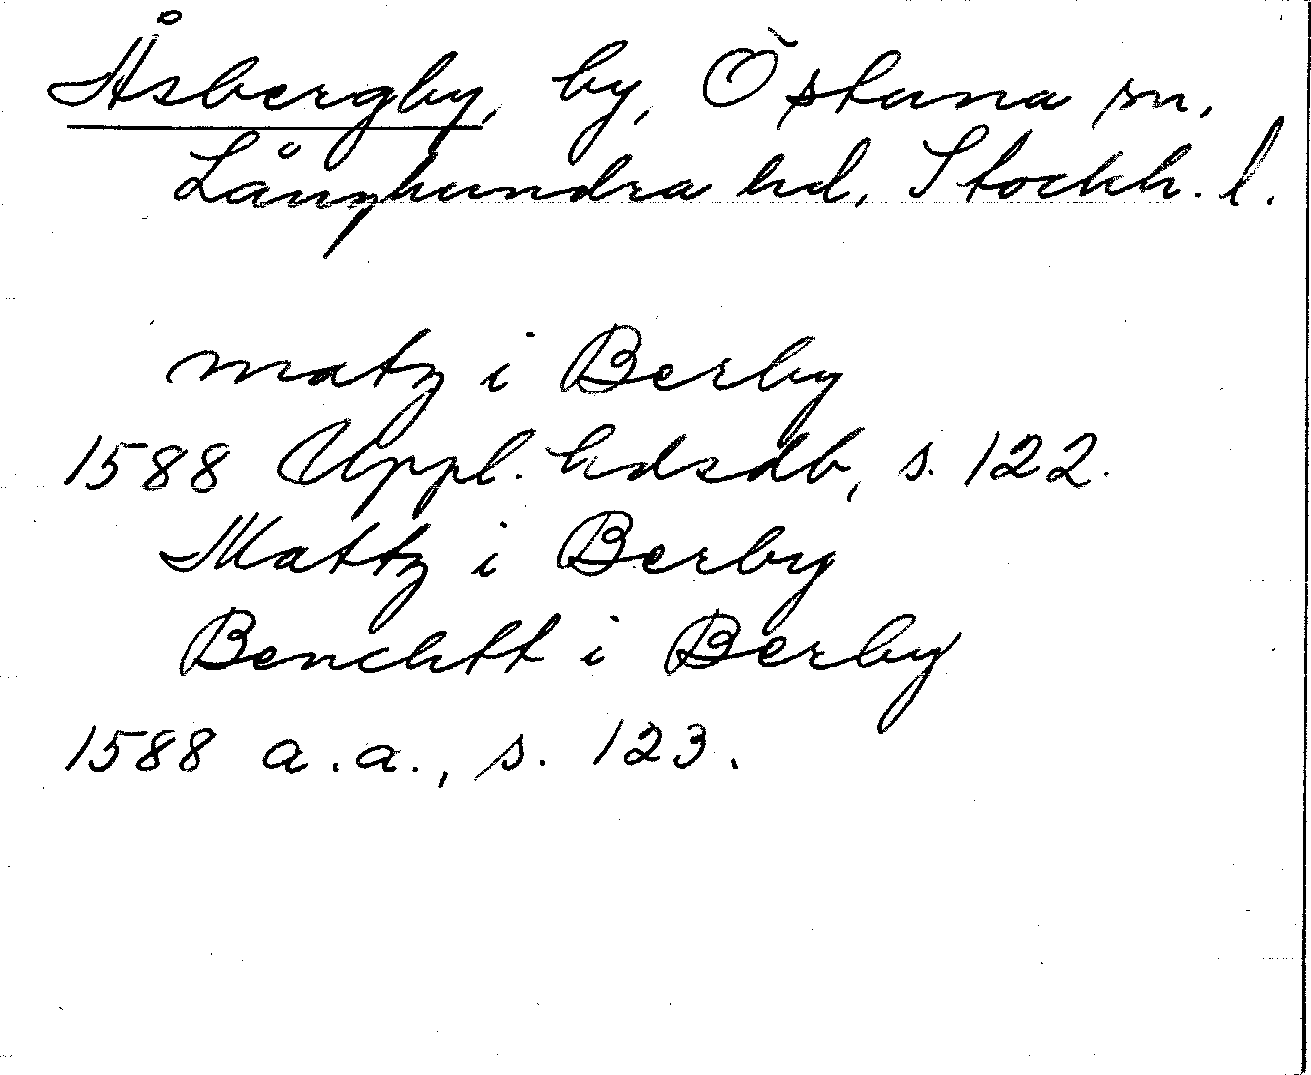 Åsbergby, by, Östuna sn,
Långhundra hd, Stockh. l.
matz i Berby
1588 Uppl. hdsdb, s. 122.
Mattz i Berby
Benchtt i Berby
1588 a.a., s. 123.